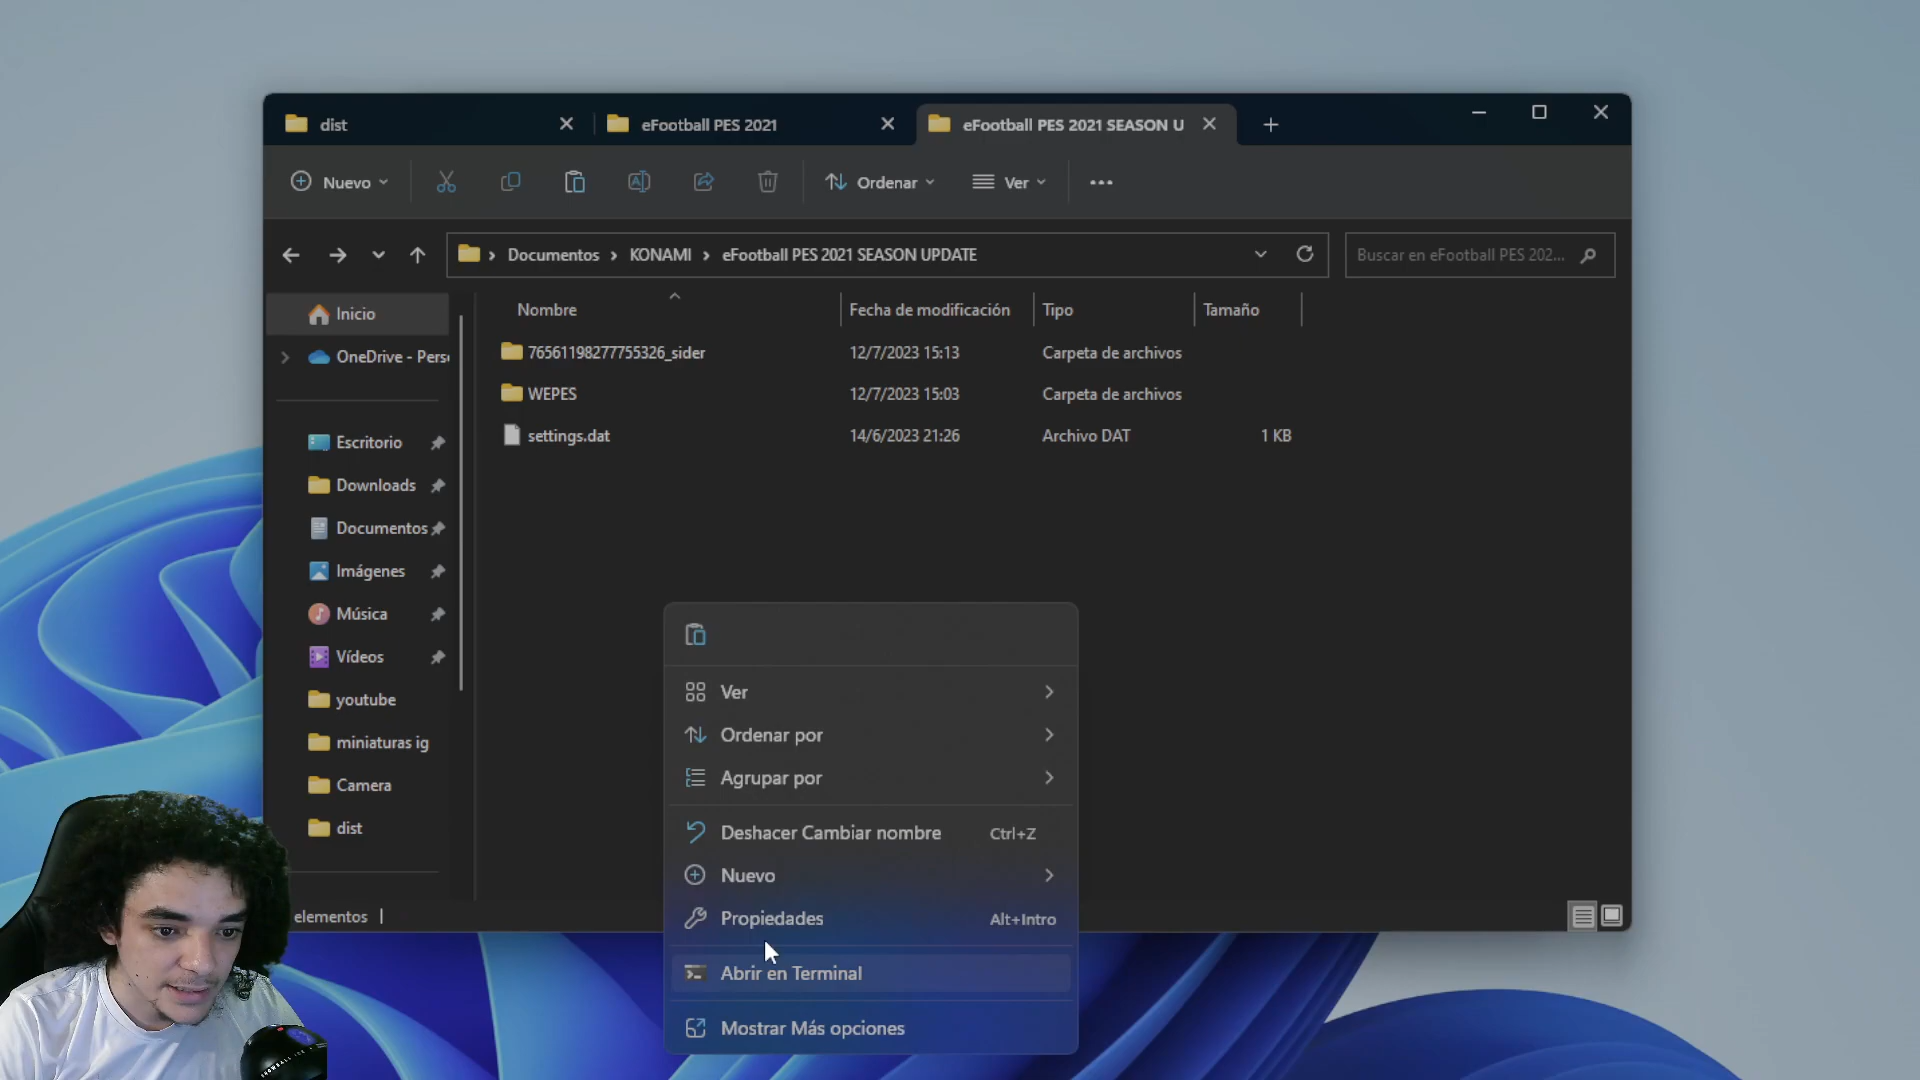 dist
eFootball PES 2021
eFootball PES 2021 SEASON U
Nuevo
Ordenar
Ver
Documentos > KONAMI > eFootball PES 2021 SEASON UPDATE
Buscar en eFootball PES 202...
Nombre
Fecha de modificación
Tipo
Tamaño
76561198277755326_sider 12/7/2023 15:13 Carpeta de archivos
WEPES 12/7/2023 15:03 Carpeta de archivos
settings.dat 14/6/2023 21:26 Archivo DAT 1 KB
Inicio
OneDrive - Perso
Escritorio
Downloads
Documentos
Imágenes
Música
Vídeos
youtube
miniaturas ig
Camera
dist
elementos
Ver
Ordenar por
Agrupar por
Deshacer Cambiar nombre Ctrl+Z
Nuevo
Propiedades Alt+Intro
Abrir en Terminal
Mostrar Más opciones